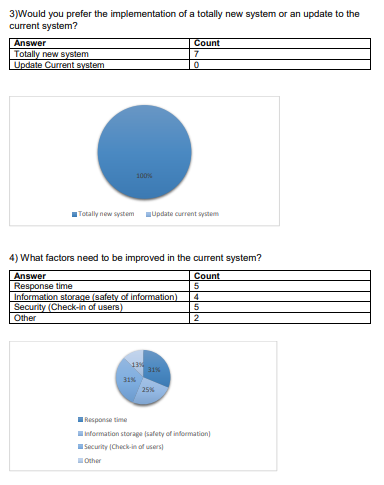 3)Would you prefer the implementation of a totally new system or an update to the
current system?
Answer Count
Totally new system 7
Update Current system 0
100%
Totally new system Update current system
4) What factors need to be improved in the current system?
Answer Count
Response time 5
Information storage (safety of information) 4
Security (Check-in of users) 5
Other 2
13%
31%
31%
25%
Response time
Information storage (safety of information)
Security (Check-in of users)
Other